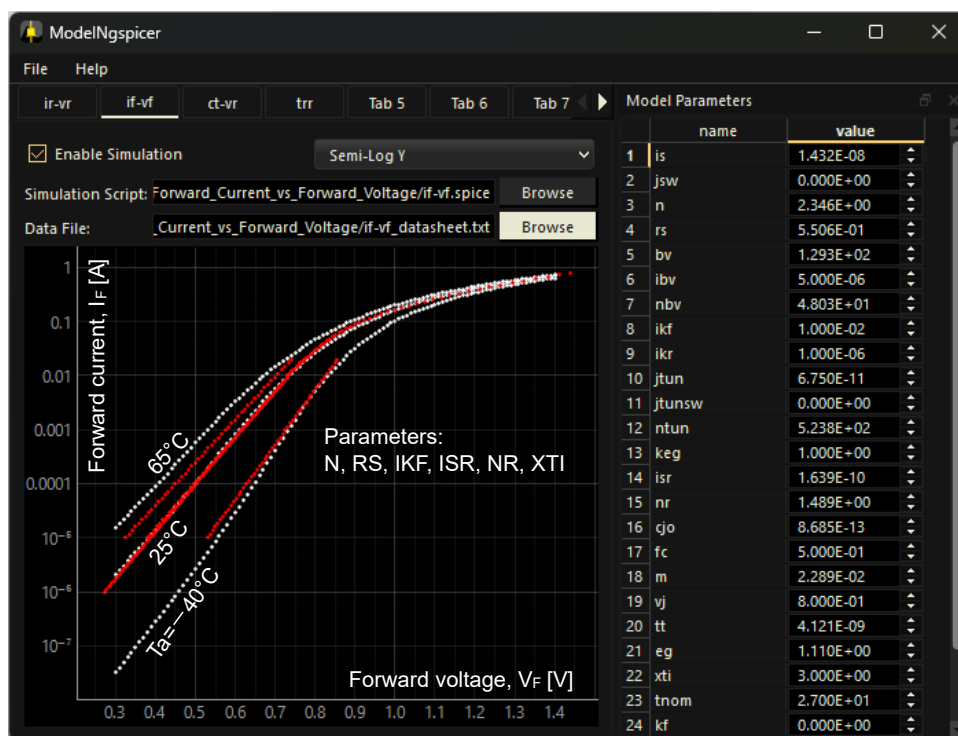 ModelNgspicer
File Help
ir-vr if-vf ct-vr trr Tab 5 Tab 6 Tab 7
Enable Simulation Semi-Log Y
Simulation Script: Forward_Current_vs_Forward_Voltage/if-vf.spice Browse
Data File: _Current_vs_Forward_Voltage/if-vf_datasheet.txt Browse
Forward current, IF [A]
1
0.1
0.01
0.001
0.0001
10⁻⁵
10⁻⁶
10⁻⁷
65°C
25°C
Ta=−40°C
Parameters:
N, RS, IKF, ISR, NR, XTI
Forward voltage, VF [V]
0.3 0.4 0.5 0.6 0.7 0.8 0.9 1.0 1.1 1.2 1.3 1.4
Model Parameters
name value
1 is 1.432E-08
2 jsw 0.000E+00
3 n 2.346E+00
4 rs 5.506E-01
5 bv 1.293E+02
6 ibv 5.000E-06
7 nbv 4.803E+01
8 ikf 1.000E-02
9 ikr 1.000E-06
10 jtun 6.750E-11
11 jtunsw 0.000E+00
12 ntun 5.238E+02
13 keg 1.000E+00
14 isr 1.639E-10
15 nr 1.489E+00
16 cjo 8.685E-13
17 fc 5.000E-01
18 m 2.289E-02
19 vj 8.000E-01
20 tt 4.121E-09
21 eg 1.110E+00
22 xti 3.000E+00
23 tnom 2.700E+01
24 kf 0.000E+00